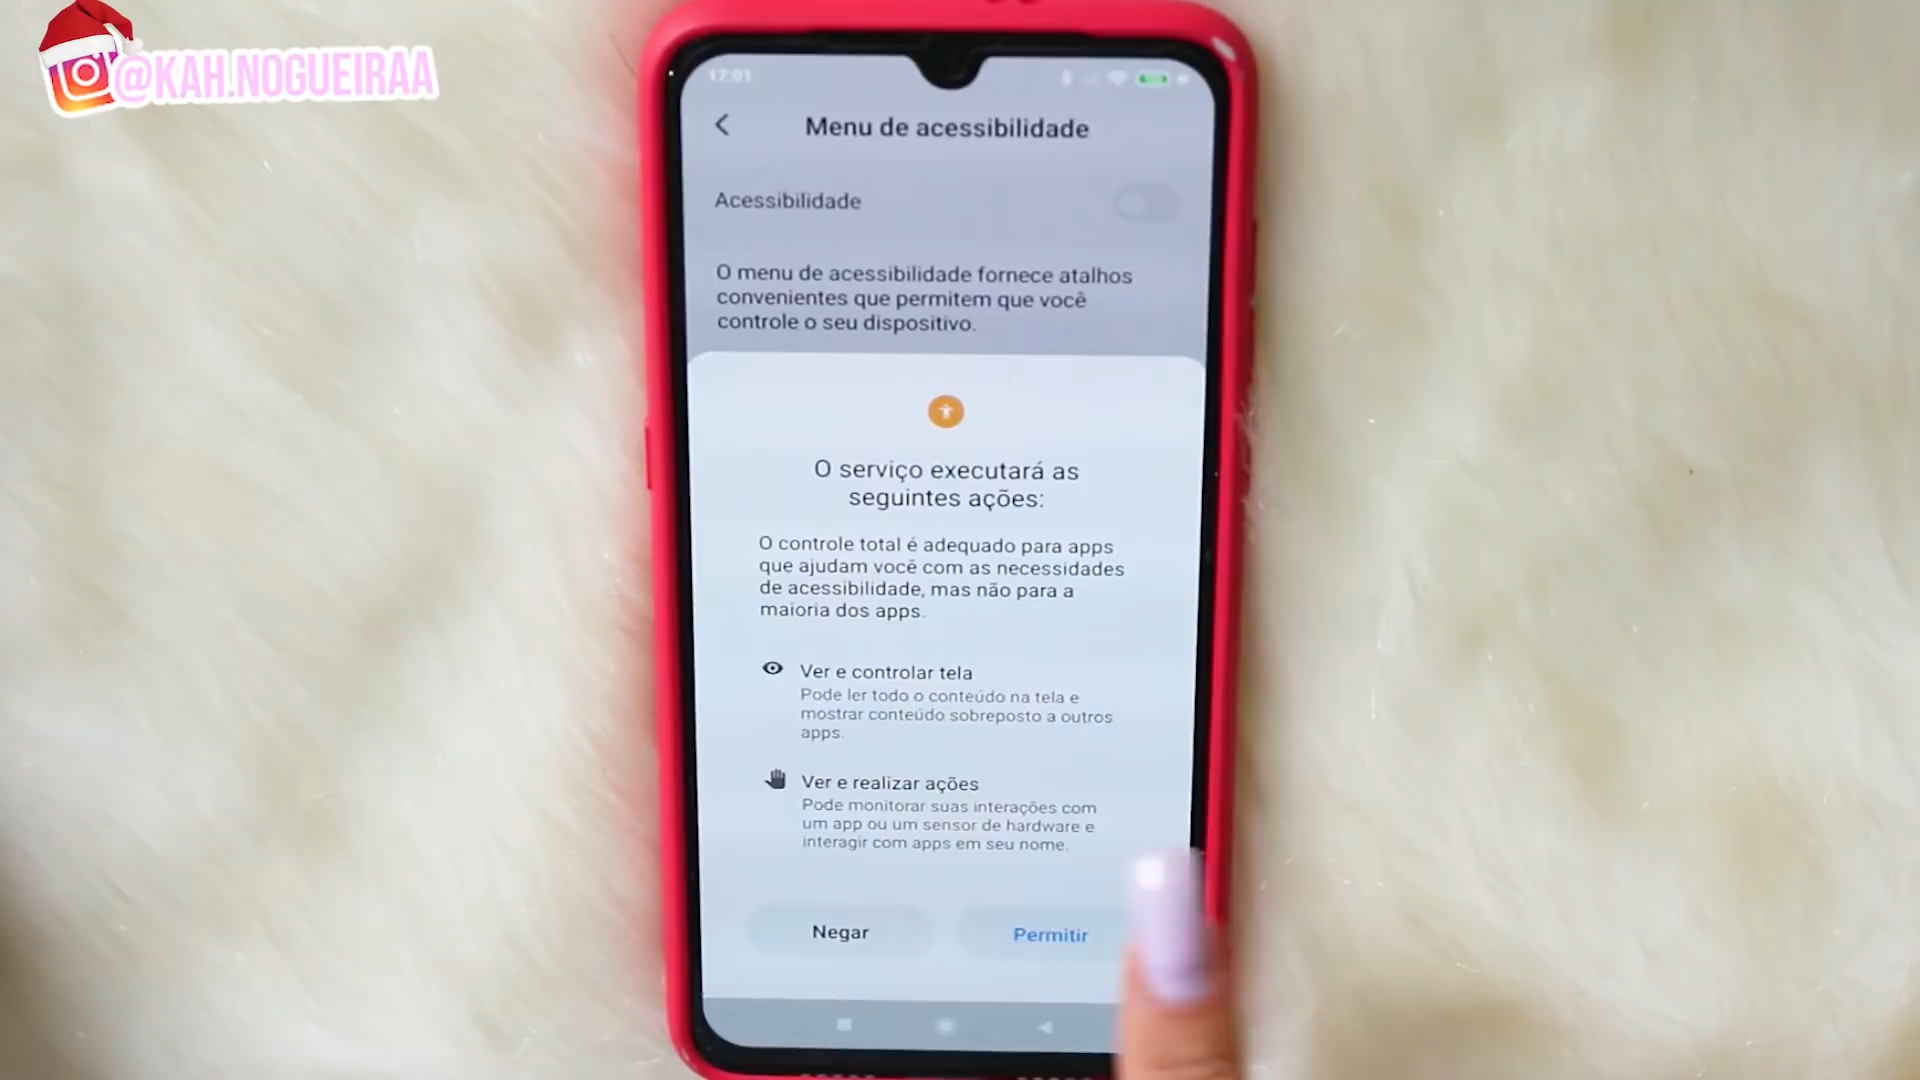 @KAH.NOGUEIRAA
17:01
Menu de acessibilidade
Acessibilidade
O menu de acessibilidade fornece atalhos
convenientes que permitem que você
controle o seu dispositivo.
O serviço executará as
seguintes ações:
O controle total é adequado para apps
que ajudam você com as necessidades
de acessibilidade, mas não para a
maioria dos apps.
Ver e controlar tela
Pode ler todo o conteúdo na tela e
mostrar conteúdo sobreposto a outros
apps.
Ver e realizar ações
Pode monitorar suas interações com
um app ou um sensor de hardware e
interagir com apps em seu nome.
Negar
Permitir